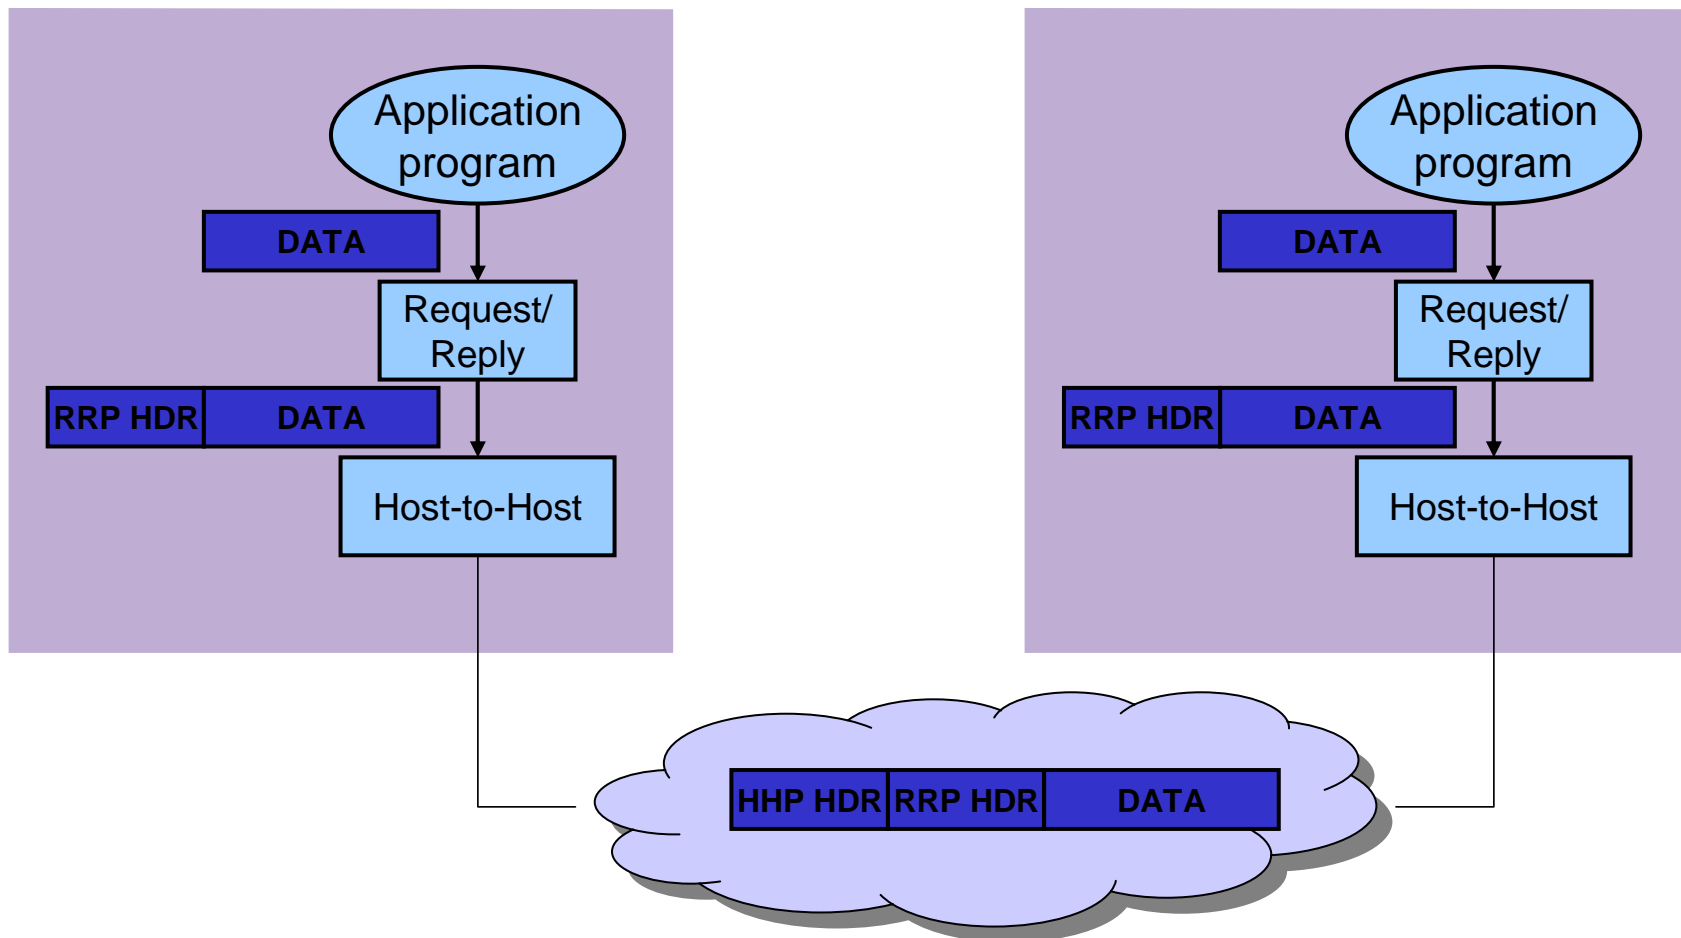 Application
program
DATA
Request/
Reply
RRP HDR DATA
Host-to-Host
Application
program
DATA
Request/
Reply
RRP HDR DATA
Host-to-Host
HHP HDR RRP HDR DATA